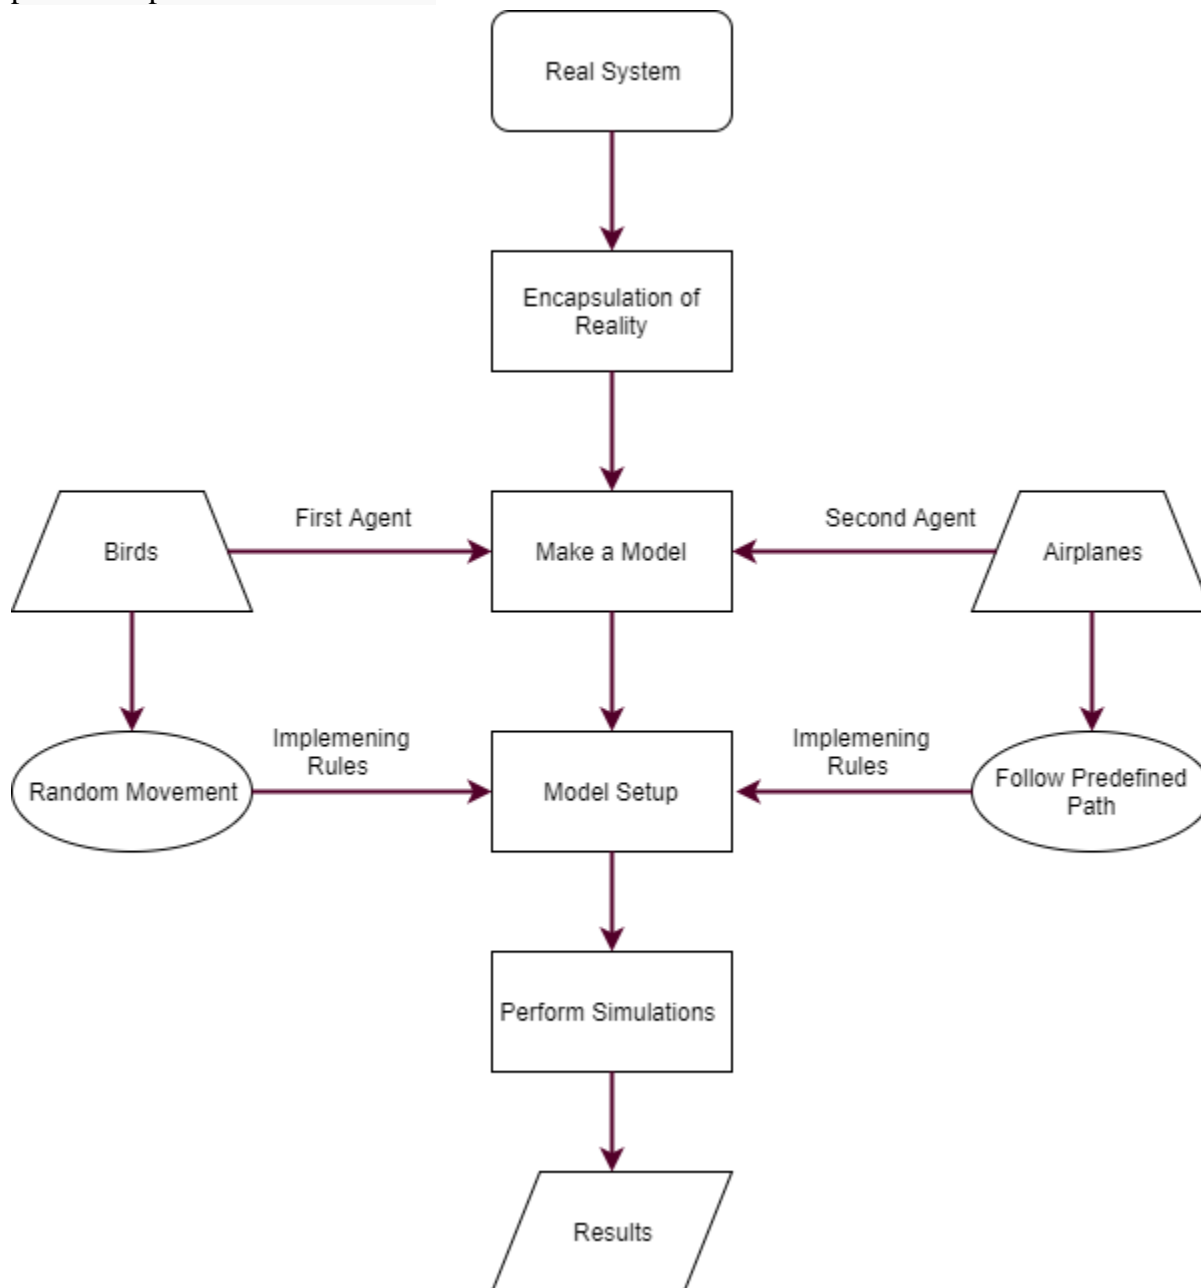 Real System
Encapsulation of
Reality
First Agent
Second Agent
Birds
Make a Model
Airplanes
Implemening
Rules
Implemening
Rules
Random Movement
Model Setup
Follow Predefined
Path
Perform Simulations
Results